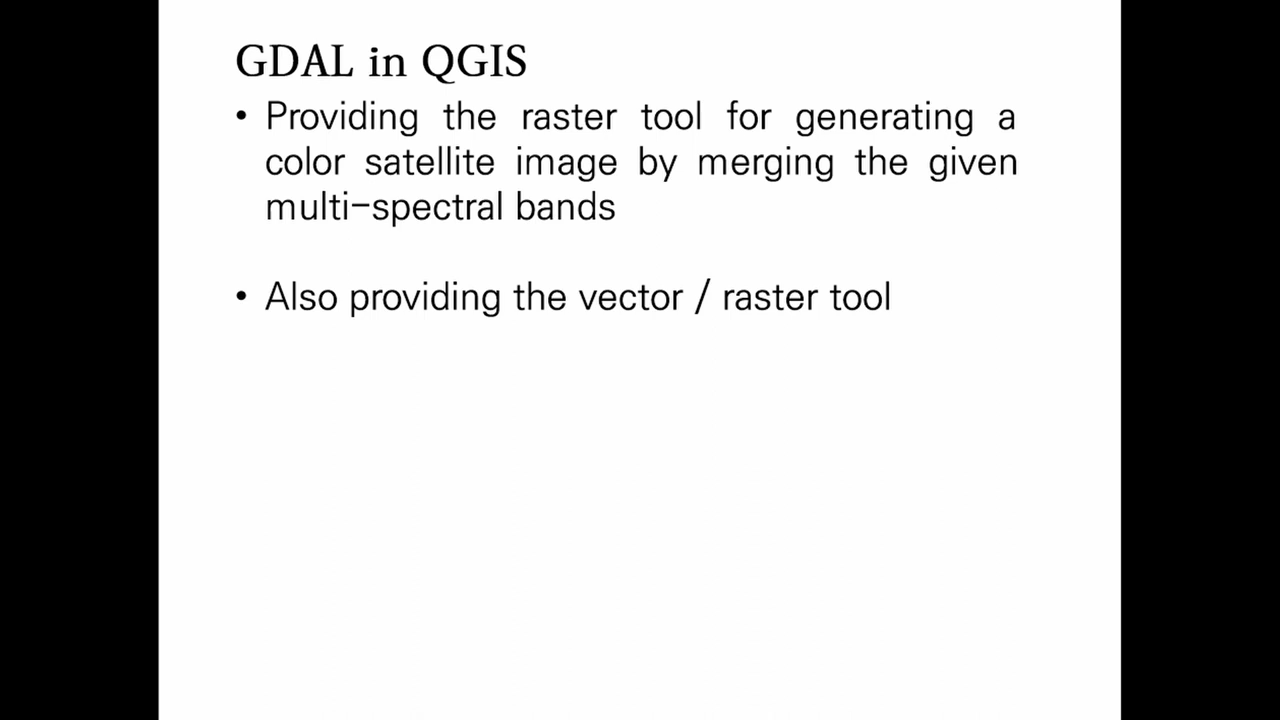 GDAL in QGIS
• Providing the raster tool for generating a
color satellite image by merging the given
multi-spectral bands
• Also providing the vector / raster tool